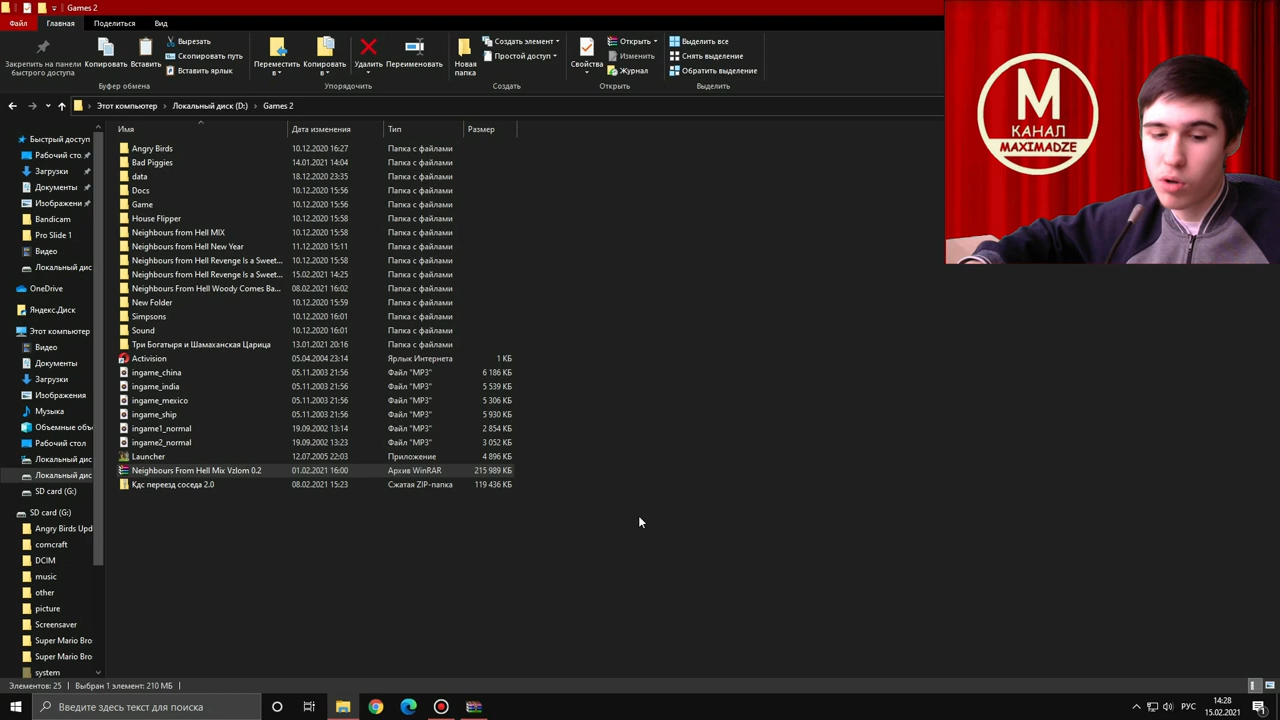 Games 2
Файл Главная Поделиться Вид
Закрепить на панели быстрого доступа
Копировать
Вставить
Вырезать
Скопировать путь
Вставить ярлык
Переместить в
Копировать в
Удалить
Переименовать
Новая папка
Создать элемент
Простой доступ
Свойства
Открыть
Изменить
Журнал
Выделить все
Снять выделение
Обратить выделение
Буфер обмена Упорядочить Создать Открыть Выделить
Этот компьютер Локальный диск (D:) Games 2
Имя Дата изменения Тип Размер
Angry Birds 10.12.2020 16:27 Папка с файлами
Bad Piggies 14.01.2021 14:04 Папка с файлами
data 18.12.2020 23:35 Папка с файлами
Docs 10.12.2020 15:56 Папка с файлами
Game 10.12.2020 15:56 Папка с файлами
House Flipper 10.12.2020 15:58 Папка с файлами
Neighbours from Hell MIX 10.12.2020 15:58 Папка с файлами
Neighbours from Hell New Year 11.12.2020 15:11 Папка с файлами
Neighbours from Hell Revenge Is a Sweet... 10.12.2020 15:58 Папка с файлами
Neighbours from Hell Revenge Is a Sweet... 15.02.2021 14:25 Папка с файлами
Neighbours From Hell Woody Comes Ba... 08.02.2021 16:02 Папка с файлами
New Folder 10.12.2020 15:59 Папка с файлами
Simpsons 10.12.2020 16:01 Папка с файлами
Sound 10.12.2020 16:01 Папка с файлами
Три Богатыря и Шамаханская Царица 13.01.2021 20:16 Папка с файлами
Activision 05.04.2004 23:14 Ярлык Интернета 1 КБ
ingame_china 05.11.2003 21:56 Файл "MP3" 6 186 КБ
ingame_india 05.11.2003 21:56 Файл "MP3" 5 539 КБ
ingame_mexico 05.11.2003 21:56 Файл "MP3" 5 306 КБ
ingame_ship 05.11.2003 21:56 Файл "MP3" 5 930 КБ
ingame1_normal 19.09.2002 13:14 Файл "MP3" 2 854 КБ
ingame2_normal 19.09.2002 13:23 Файл "MP3" 3 052 КБ
Launcher 12.07.2005 22:03 Приложение 4 896 КБ
Neighbours From Hell Mix Vzlom 0.2 01.02.2021 16:00 Архив WinRAR 215 989 КБ
Кдс переезд соседа 2.0 08.02.2021 15:23 Сжатая ZIP-папка 119 436 КБ
Быстрый доступ
Рабочий сто.
Загрузки
Документы
Изображени
Bandicam
Pro Slide 1
Видео
Локальный дис
OneDrive
Яндекс.Диск
Этот компьютер
Видео
Документы
Загрузки
Изображения
Музыка
Объемные объ
Рабочий стол
Локальный дис
Локальный дис
SD card (G:)
SD card (G:)
Angry Birds Upd
comcraft
DCIM
music
other
picture
Screensaver
Super Mario Bro
Super Mario Bro
system
М
КАНАЛ
MAXIMADZE
Элементов: 25 Выбран 1 элемент: 210 МБ
Введите здесь текст для поиска
РУС
14:28
15.02.2021
1